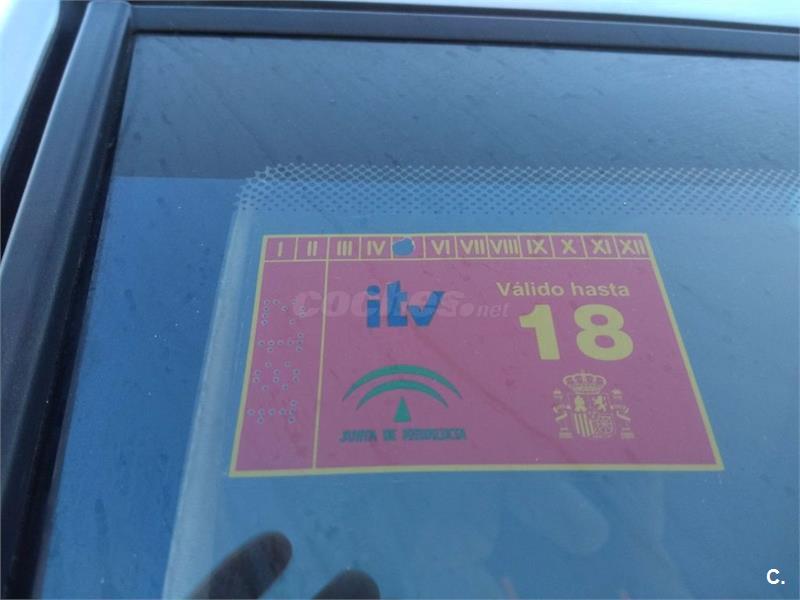 I II III IV VI VII VIII IX X XI XII
Válido hasta
itv
18
coches.net
JUNTA DE ANDALUCIA
C.